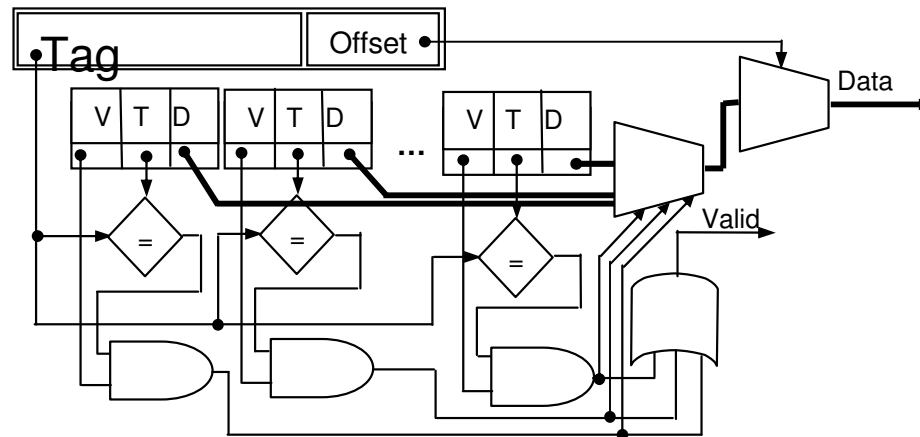 Tag
Offset
Data
V T D
V T D
...
V T D
Valid
=
=
=